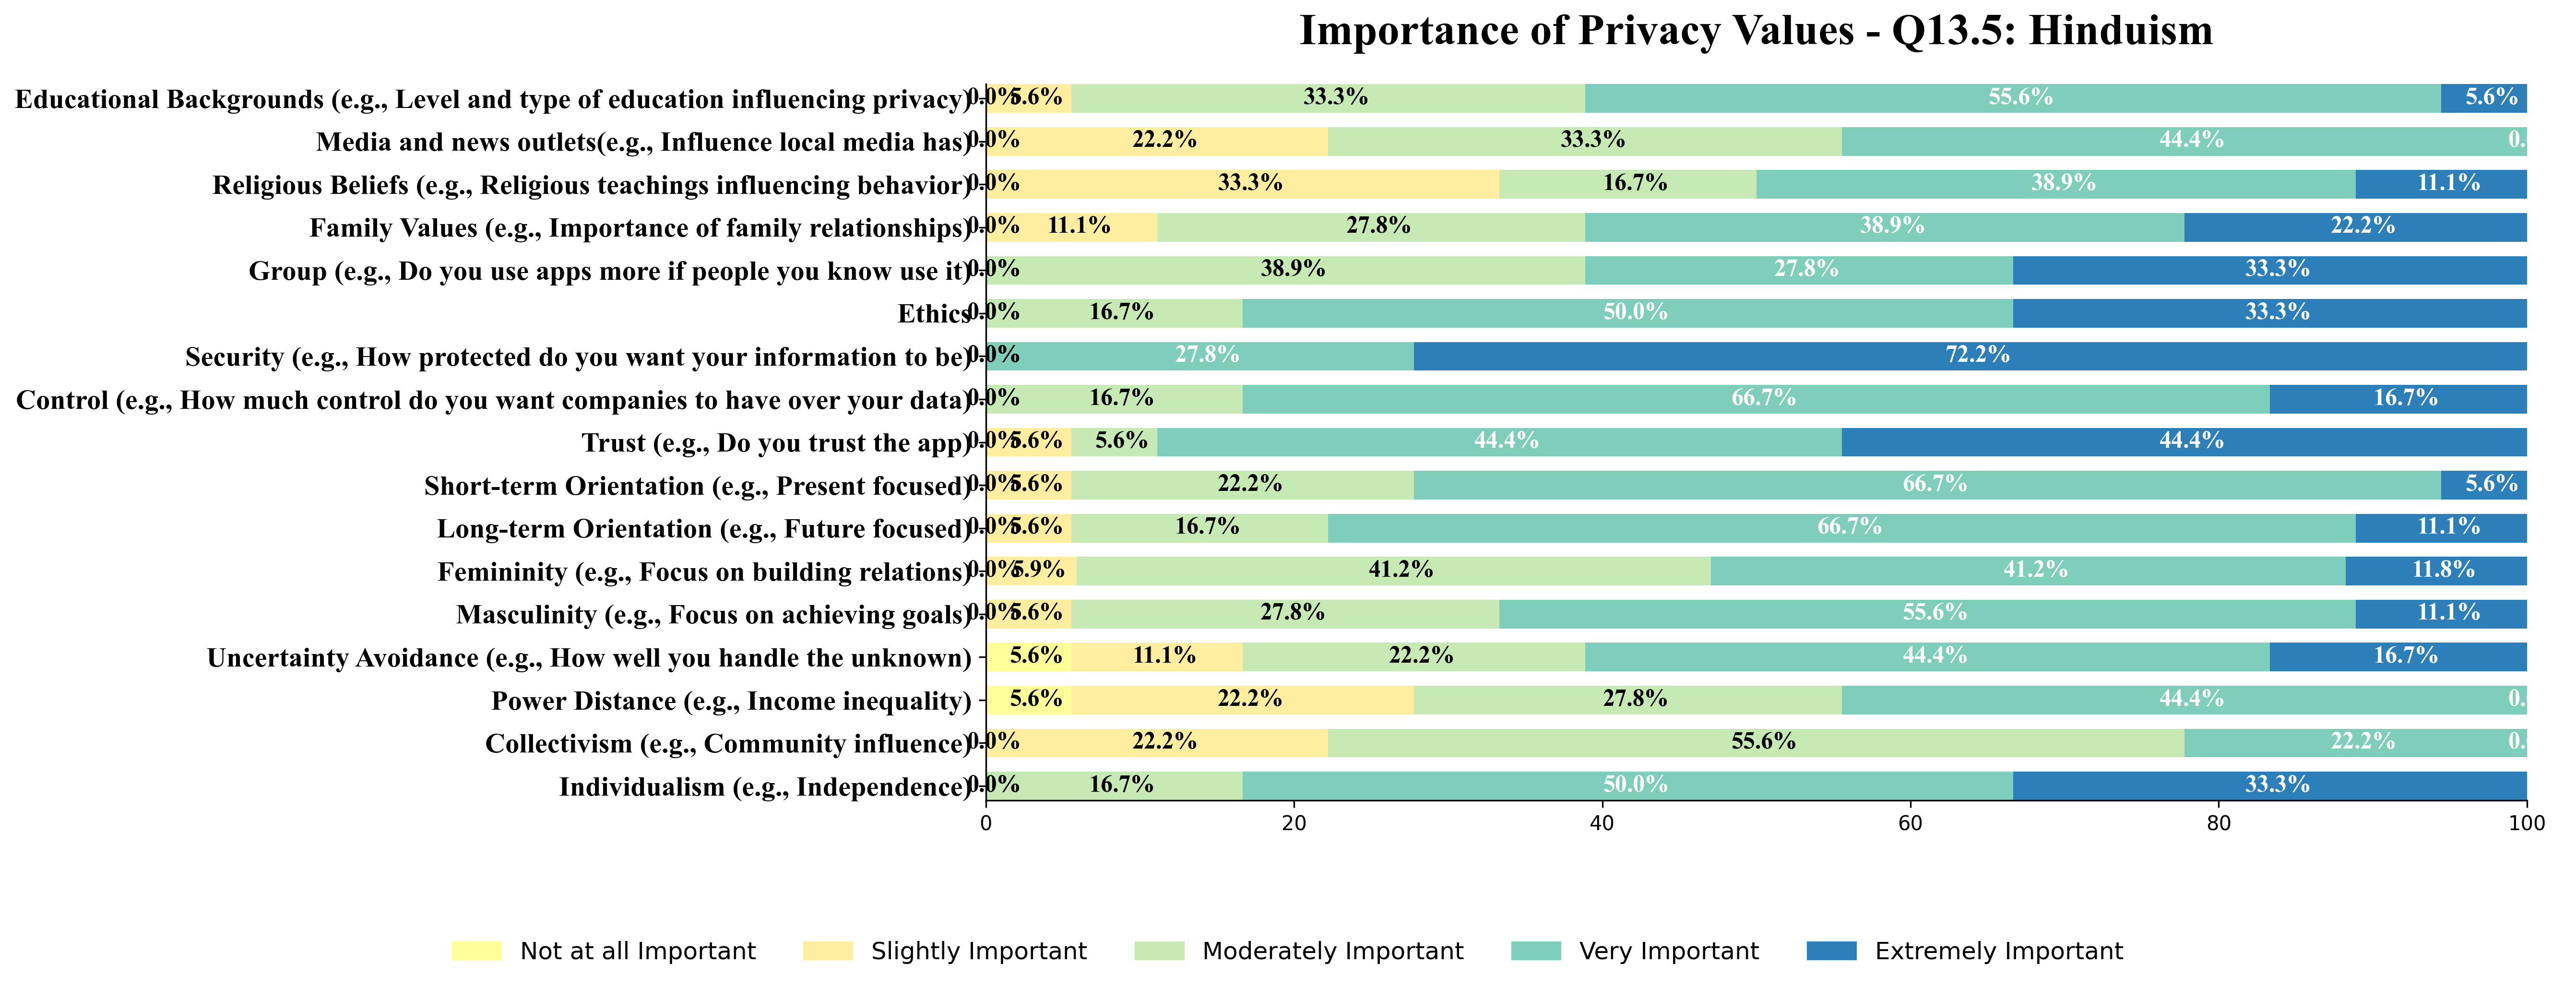 Importance of Privacy Values - Q13.5: Hinduism
Educational Backgrounds (e.g., Level and type of education influencing privacy) 0.0% 5.6% 33.3% 55.6% 5.6%
Media and news outlets(e.g., Influence local media has) 0.0% 22.2% 33.3% 44.4% 0.
Religious Beliefs (e.g., Religious teachings influencing behavior) 0.0% 33.3% 16.7% 38.9% 11.1%
Family Values (e.g., Importance of family relationships) 0.0% 11.1% 27.8% 38.9% 22.2%
Group (e.g., Do you use apps more if people you know use it) 0.0% 38.9% 27.8% 33.3%
Ethics 0.0% 16.7% 50.0% 33.3%
Security (e.g., How protected do you want your information to be) 0.0% 27.8% 72.2%
Control (e.g., How much control do you want companies to have over your data) 0.0% 16.7% 66.7% 16.7%
Trust (e.g., Do you trust the app) 0.0% 5.6% 5.6% 44.4% 44.4%
Short-term Orientation (e.g., Present focused) 0.0% 5.6% 22.2% 66.7% 5.6%
Long-term Orientation (e.g., Future focused) 0.0% 5.6% 16.7% 66.7% 11.1%
Femininity (e.g., Focus on building relations) 0.0% 5.9% 41.2% 41.2% 11.8%
Masculinity (e.g., Focus on achieving goals) 0.0% 5.6% 27.8% 55.6% 11.1%
Uncertainty Avoidance (e.g., How well you handle the unknown) 5.6% 11.1% 22.2% 44.4% 16.7%
Power Distance (e.g., Income inequality) 5.6% 22.2% 27.8% 44.4% 0.
Collectivism (e.g., Community influence) 0.0% 22.2% 55.6% 22.2% 0.
Individualism (e.g., Independence) 0.0% 16.7% 50.0% 33.3%
0 20 40 60 80 100
Not at all Important Slightly Important Moderately Important Very Important Extremely Important